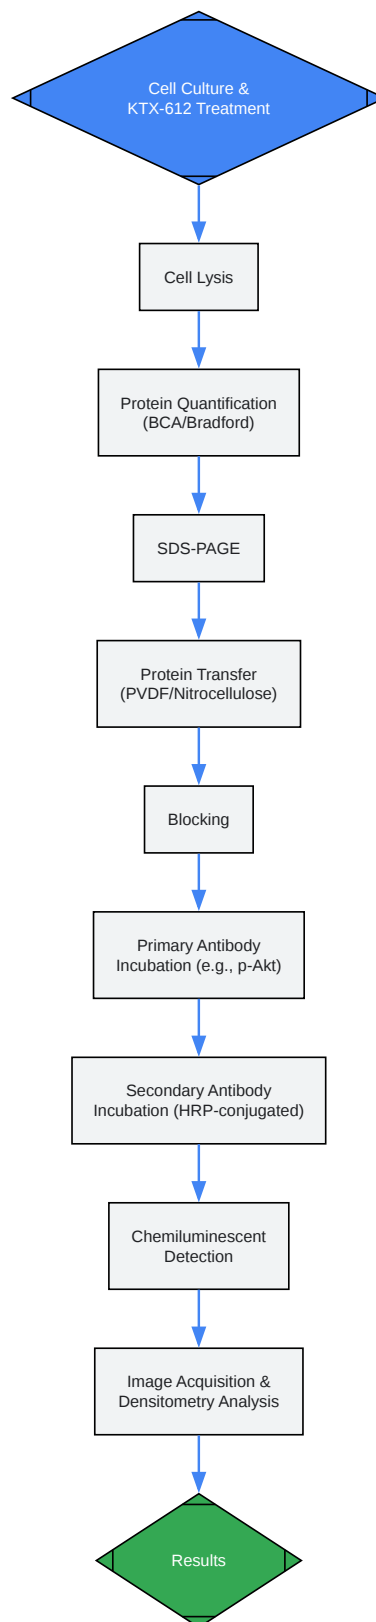 Cell Culture &
KTX-612 Treatment
Cell Lysis
Protein Quantification
(BCA/Bradford)
SDS-PAGE
Protein Transfer
(PVDF/Nitrocellulose)
Blocking
Primary Antibody
Incubation (e.g., p-Akt)
Secondary Antibody
Incubation (HRP-conjugated)
Chemiluminescent
Detection
Image Acquisition &
Densitometry Analysis
Results